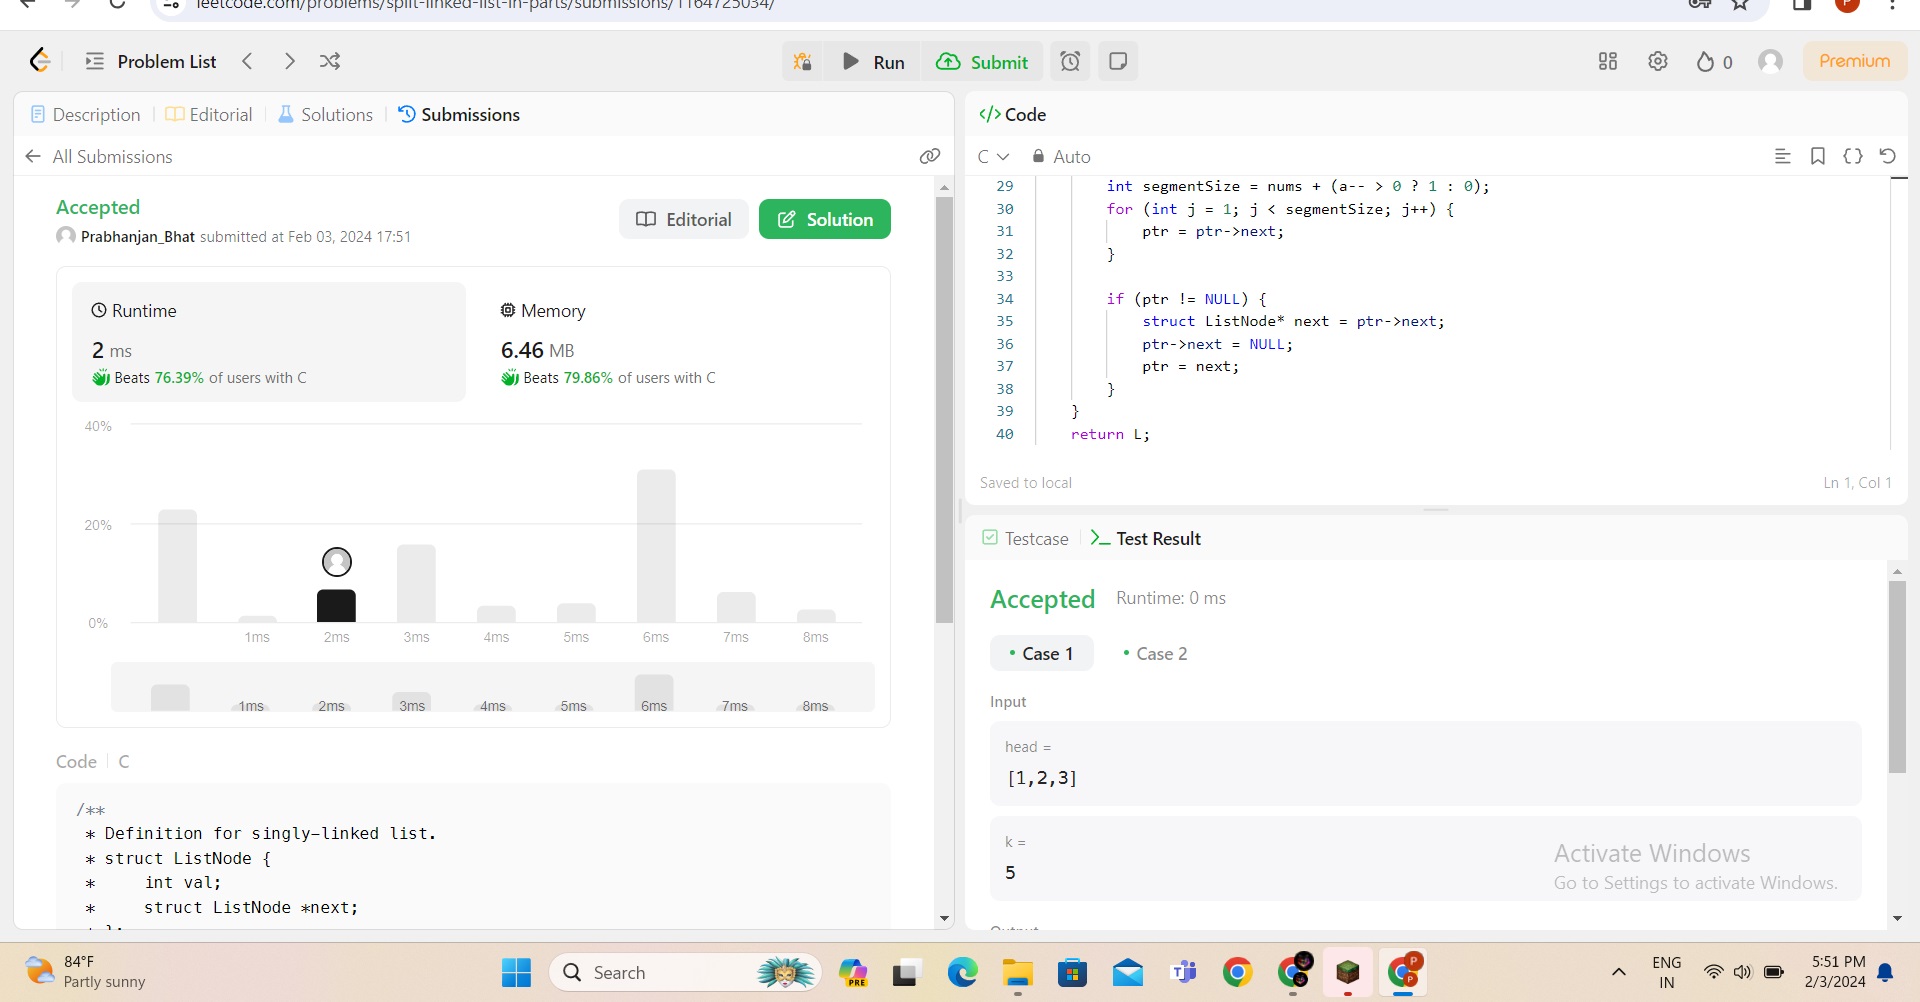 leetcode.com/problems/split-linked-list-in-parts/submissions/1164725034/
Problem List
Run
Submit
0
Premium
Description
Editorial
Solutions
Submissions
All Submissions
Accepted
Prabhanjan_Bhat submitted at Feb 03, 2024 17:51
Editorial
Solution
Runtime
2 ms
Beats 76.39% of users with C
Memory
6.46 MB
Beats 79.86% of users with C
40%
20%
0%
1ms 2ms 3ms 4ms 5ms 6ms 7ms 8ms
1ms 2ms 3ms 4ms 5ms 6ms 7ms 8ms
Code C
/**
* Definition for singly-linked list.
* struct ListNode {
* int val;
* struct ListNode *next;
Code
C Auto
29 int segmentSize = nums + (a-- > 0 ? 1 : 0);
30 for (int j = 1; j < segmentSize; j++) {
31 ptr = ptr->next;
32 }
33
34 if (ptr != NULL) {
35 struct ListNode* next = ptr->next;
36 ptr->next = NULL;
37 ptr = next;
38 }
39 }
40 return L;
Saved to local
Ln 1, Col 1
Testcase
Test Result
Accepted Runtime: 0 ms
Case 1
Case 2
Input
head =
[1,2,3]
k =
5
Activate Windows
Go to Settings to activate Windows.
84°F
Partly sunny
Search
PRE
P
P
P
ENG
IN
5:51 PM
2/3/2024